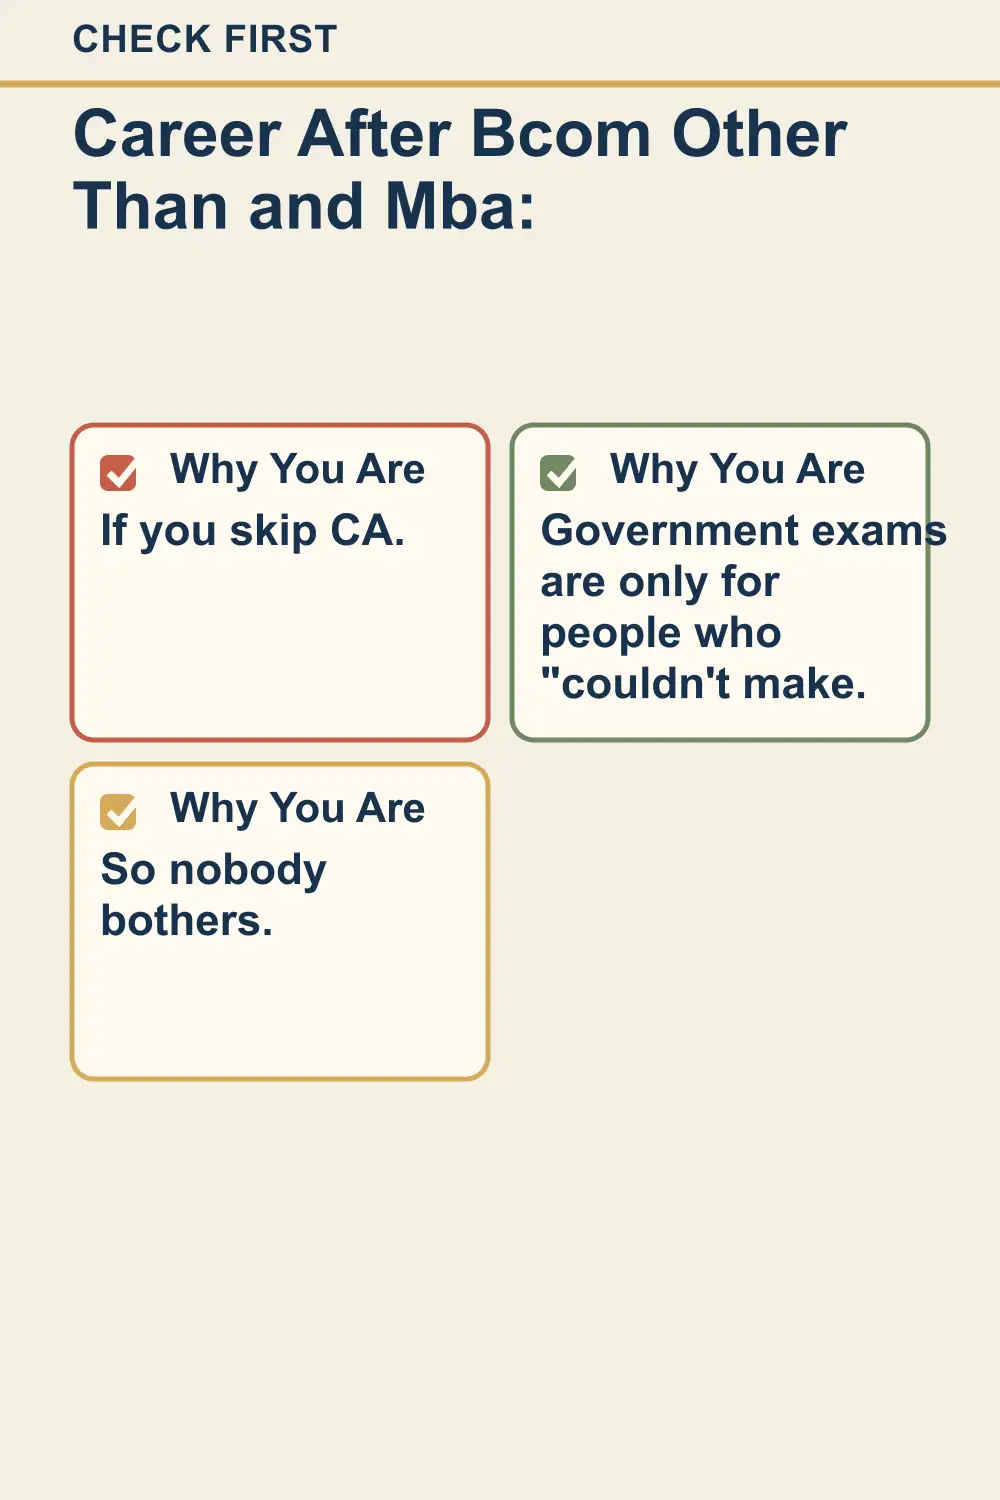 CHECK FIRST
Career After Bcom Other
Than and Mba:
Why You Are
If you skip CA.
Why You Are
Government exams
are only for
people who
"couldn't make.
Why You Are
So nobody
bothers.